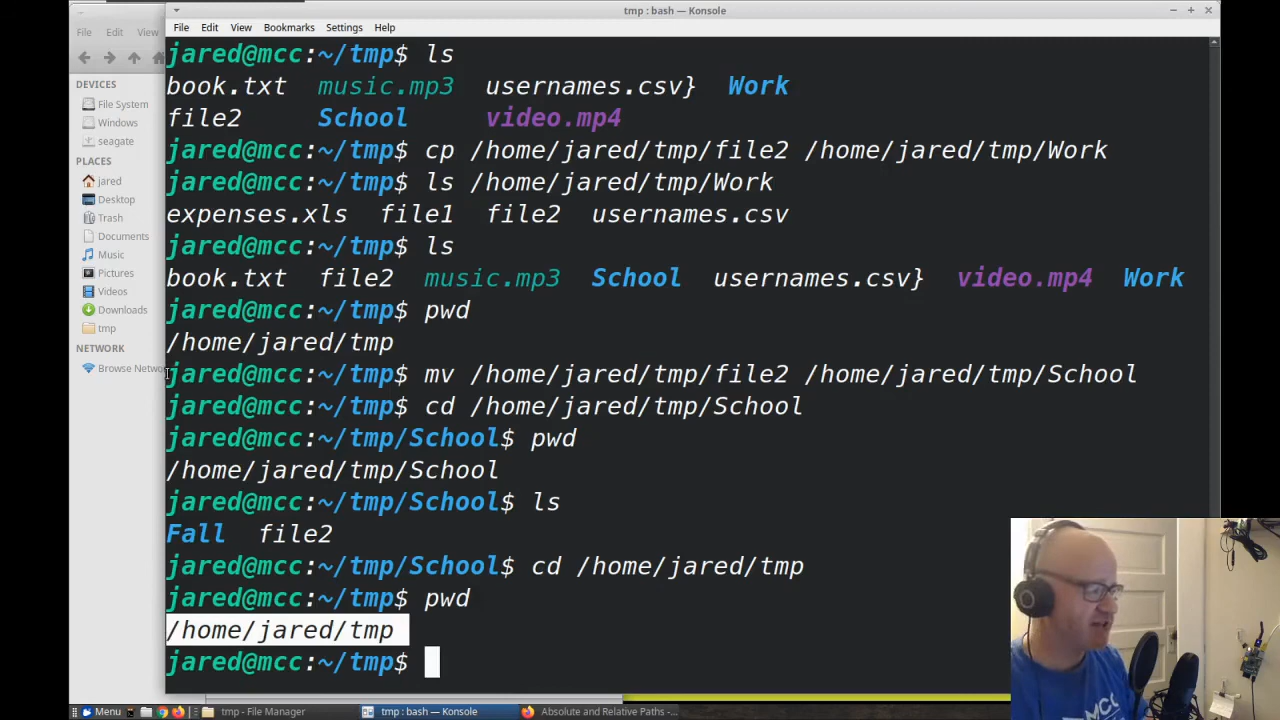 tmp : bash — Konsole
File Edit View
File Edit View Bookmarks Settings Help
DEVICES
File System
Windows
seagate
PLACES
jared
Desktop
Trash
Documents
Music
Pictures
Videos
Downloads
tmp
NETWORK
Browse Netwo
jared@mcc:~/tmp$ ls
book.txt music.mp3 usernames.csv} Work
file2 School video.mp4
jared@mcc:~/tmp$ cp /home/jared/tmp/file2 /home/jared/tmp/Work
jared@mcc:~/tmp$ ls /home/jared/tmp/Work
expenses.xls file1 file2 usernames.csv
jared@mcc:~/tmp$ ls
book.txt file2 music.mp3 School usernames.csv} video.mp4 Work
jared@mcc:~/tmp$ pwd
/home/jared/tmp
jared@mcc:~/tmp$ mv /home/jared/tmp/file2 /home/jared/tmp/School
jared@mcc:~/tmp$ cd /home/jared/tmp/School
jared@mcc:~/tmp/School$ pwd
/home/jared/tmp/School
jared@mcc:~/tmp/School$ ls
Fall file2
jared@mcc:~/tmp/School$ cd /home/jared/tmp
jared@mcc:~/tmp$ pwd
/home/jared/tmp
jared@mcc:~/tmp$
MCC
Menu
tmp - File Manager
tmp : bash — Konsole
Absolute and Relative Paths -...